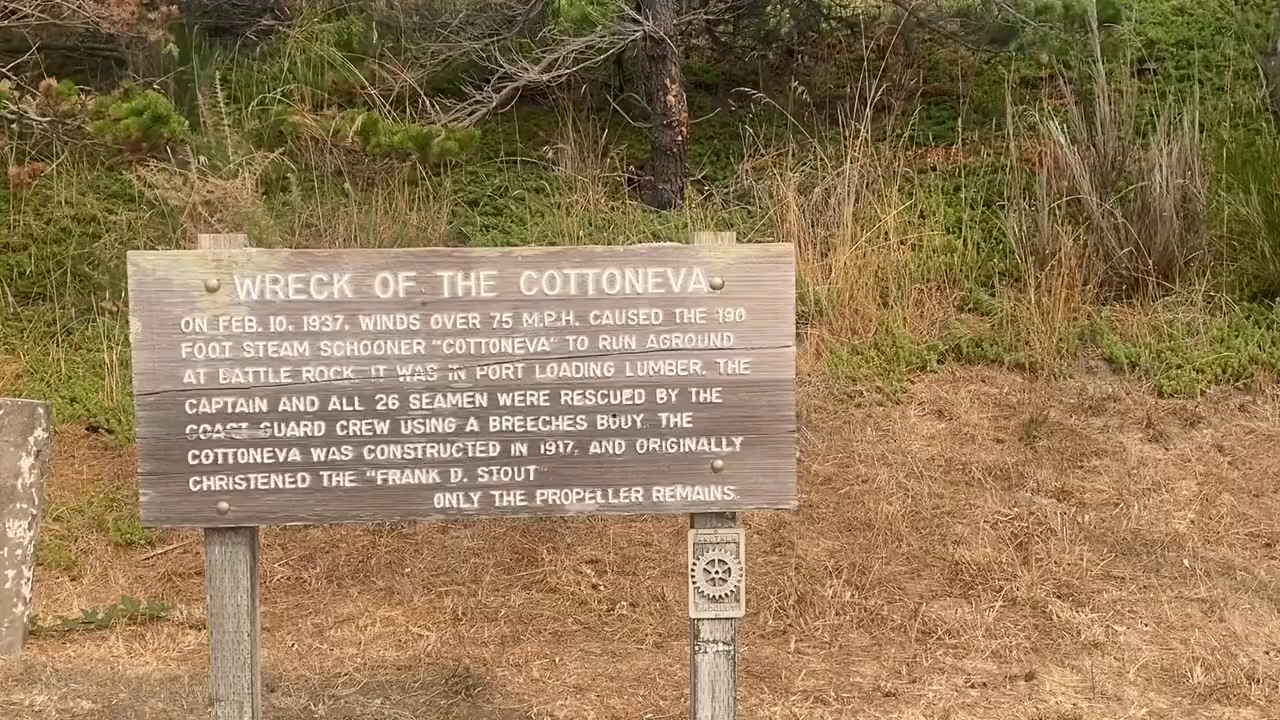 WRECK OF THE COTTONEVA
ON FEB. 10, 1937, WINDS OVER 75 M.P.H. CAUSED THE 190
FOOT STEAM SCHOONER "COTTONEVA" TO RUN AGROUND
AT BATTLE ROCK. IT WAS IN PORT LOADING LUMBER. THE
CAPTAIN AND ALL 26 SEAMEN WERE RESCUED BY THE
COAST GUARD CREW USING A BREECHES BOUY. THE
COTTONEVA WAS CONSTRUCTED IN 1917, AND ORIGINALLY
CHRISTENED THE "FRANK D. STOUT"
ONLY THE PROPELLER REMAINS.
ANOTHER